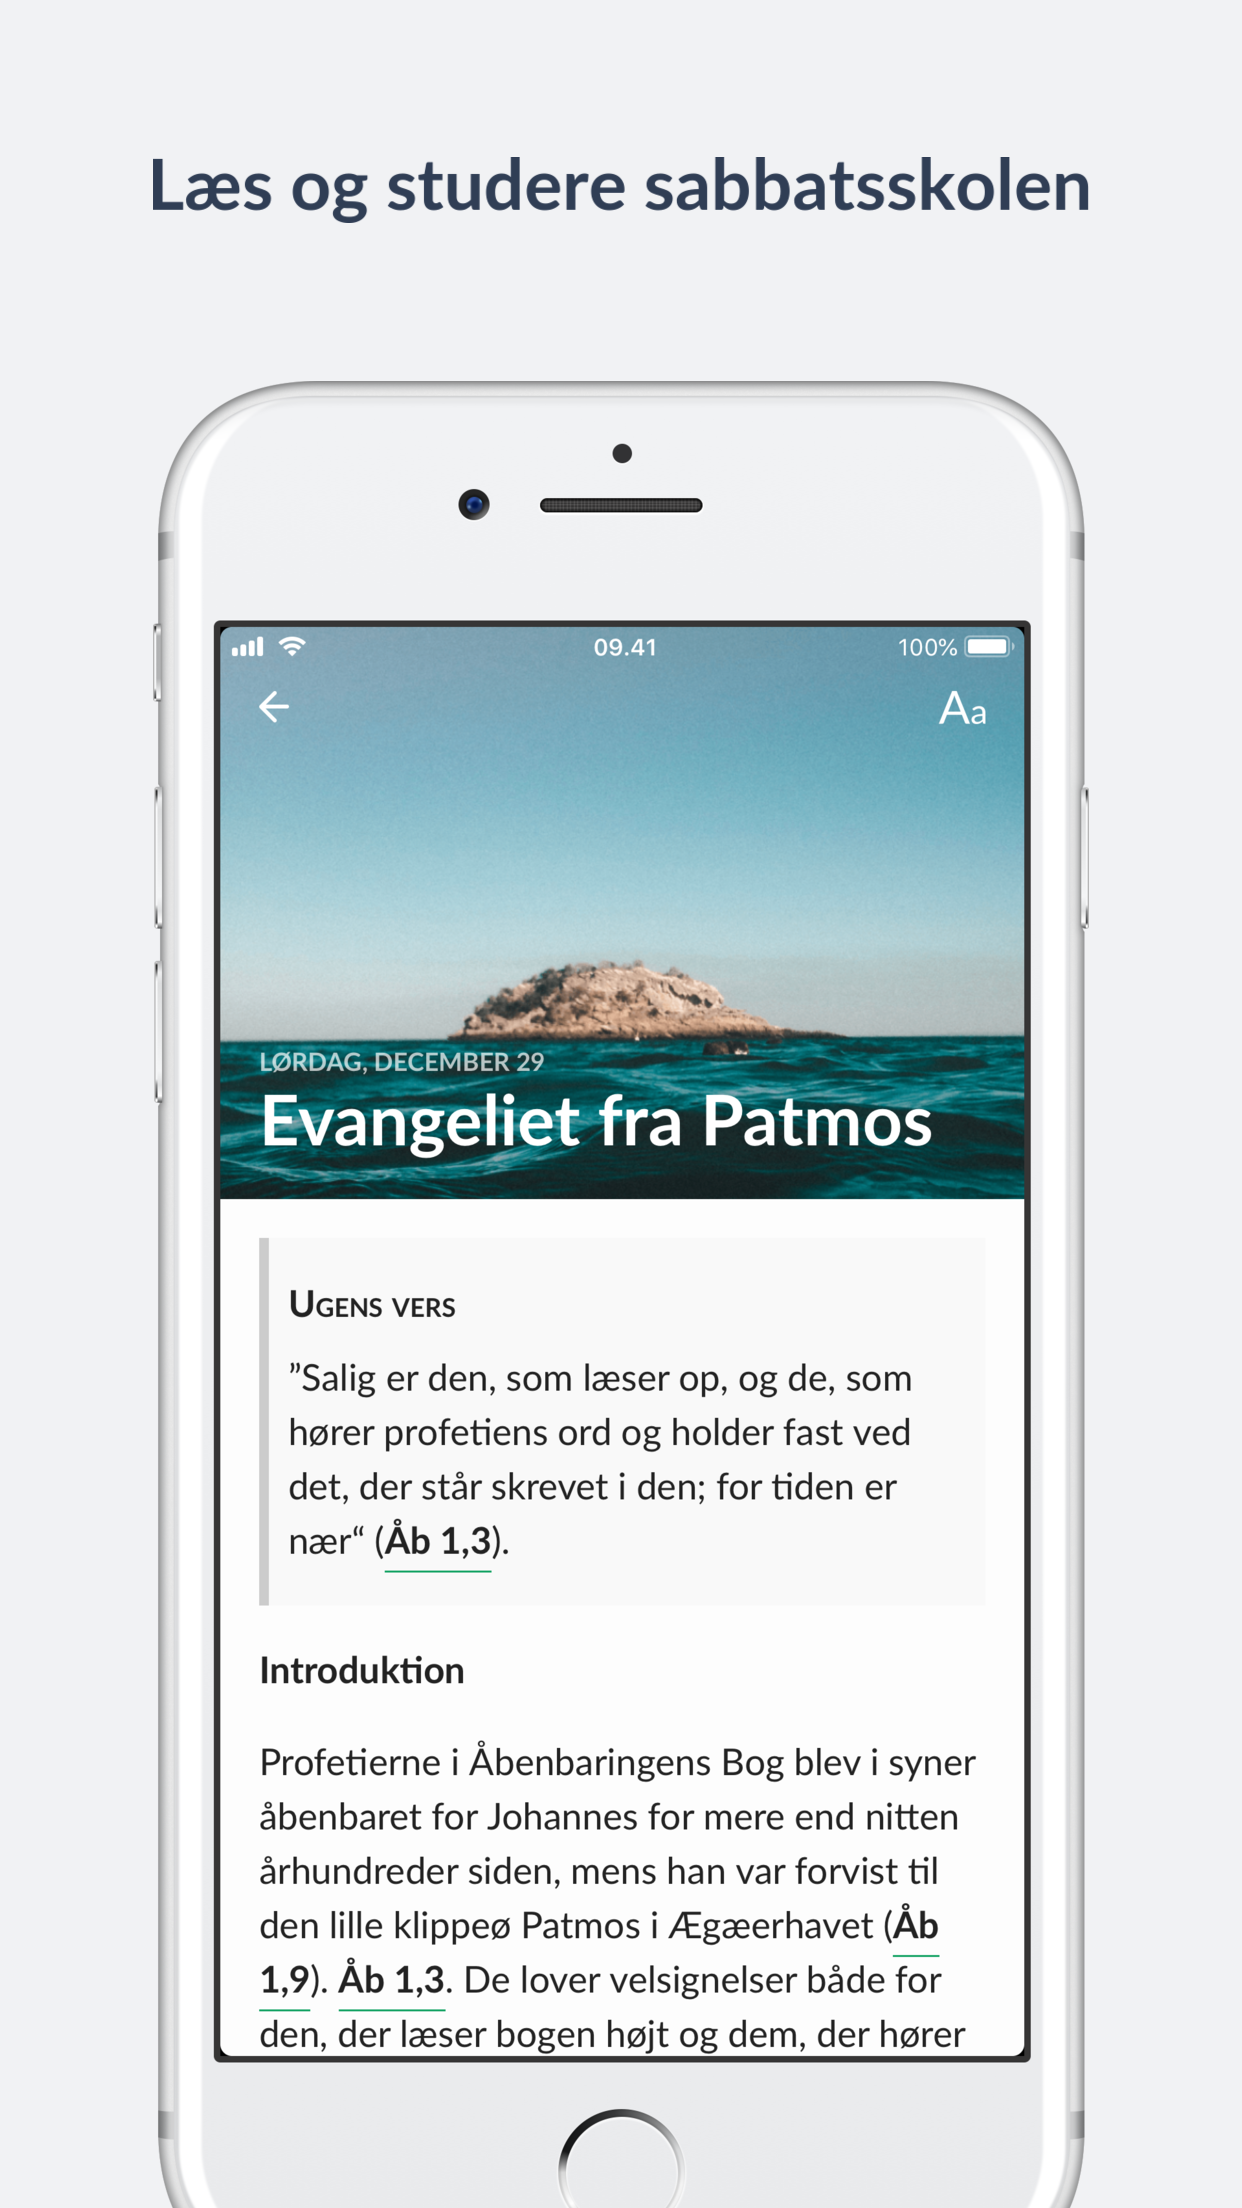 Læs og studere sabbatsskolen
09.41
100%
Aa
LØRDAG, DECEMBER 29
Evangeliet fra Patmos
UGENS VERS
”Salig er den, som læser op, og de, som
hører profetiens ord og holder fast ved
det, der står skrevet i den; for tiden er
nær“ (Åb 1,3).
Introduktion
Profetierne i Åbenbaringens Bog blev i syner
åbenbaret for Johannes for mere end nitten
århundreder siden, mens han var forvist til
den lille klippeø Patmos i Ægæerhavet (Åb
1,9). Åb 1,3. De lover velsignelser både for
den, der læser bogen højt og dem, der hører